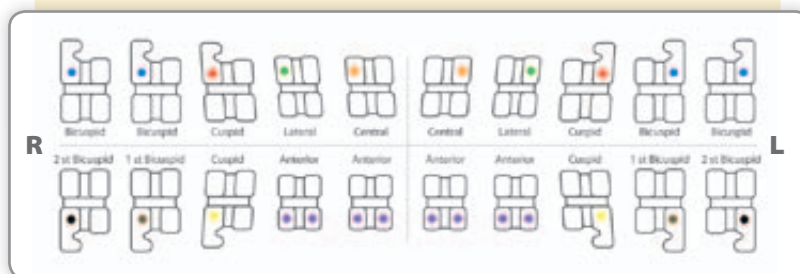 Bicuspid Bicuspid Cuspid Lateral Central Central Lateral Cuspid Bicuspid Bicuspid
R L
2 st Bicuspid 1 st Bicuspid Cuspid Anterior Anterior Anterior Anterior Cuspid 1 st Bicuspid 2 st Bicuspid